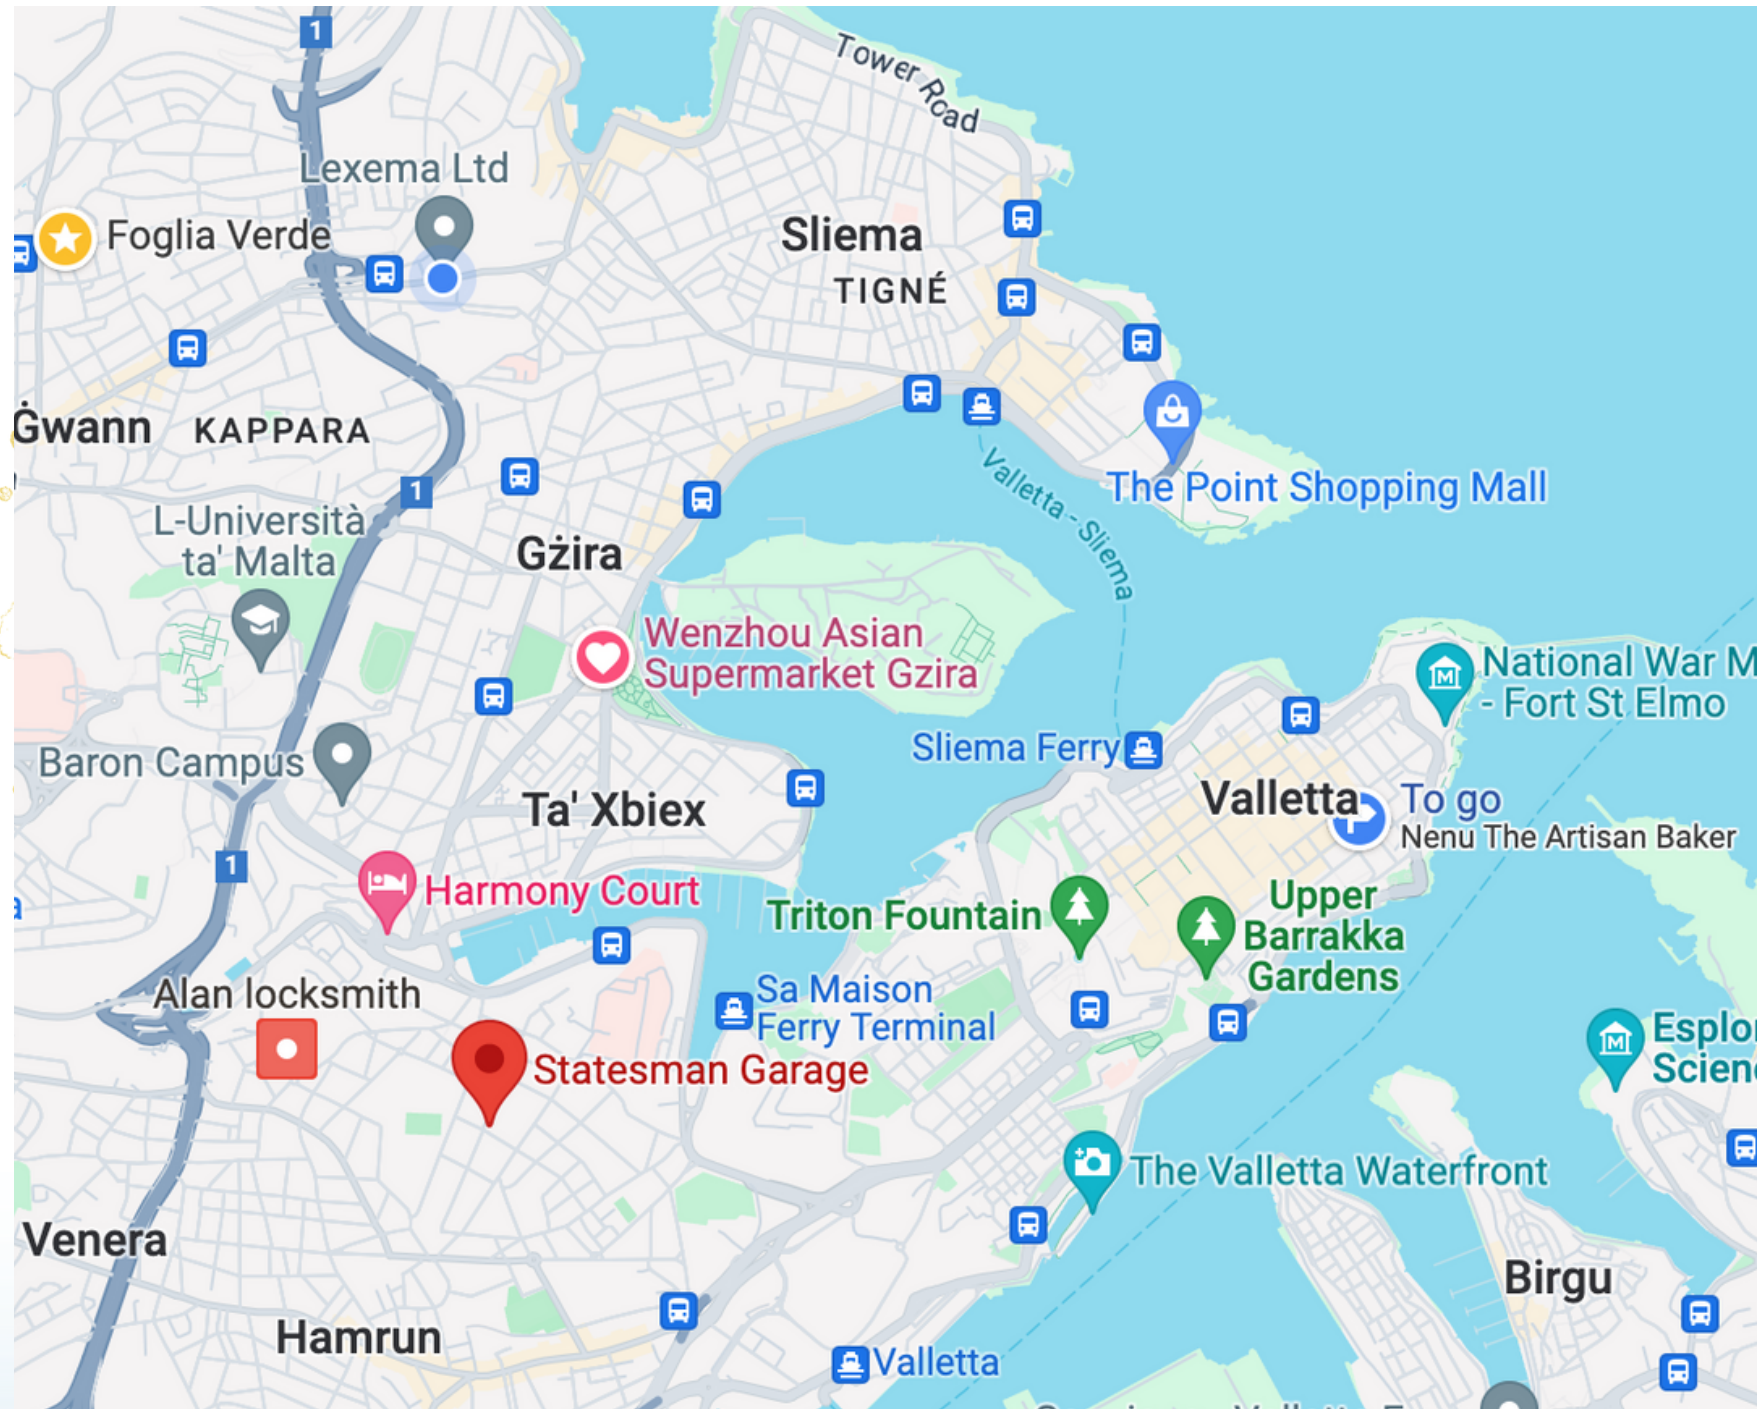 1
Tower Road
Lexema Ltd
Foglia Verde
Sliema
TIGNÉ
Ġwann
KAPPARA
1
The Point Shopping Mall
Valletta - Sliema
L-Università
ta' Malta
Gżira
Wenzhou Asian
Supermarket Gzira
National War M
- Fort St Elmo
Baron Campus
Sliema Ferry
Ta' Xbiex
Valletta
To go
Nenu The Artisan Baker
1
a
Harmony Court
Triton Fountain
Upper
Barrakka
Gardens
Alan locksmith
Sa Maison
Ferry Terminal
Statesman Garage
Esplor
Scien
The Valletta Waterfront
Venera
Birgu
Hamrun
Valletta